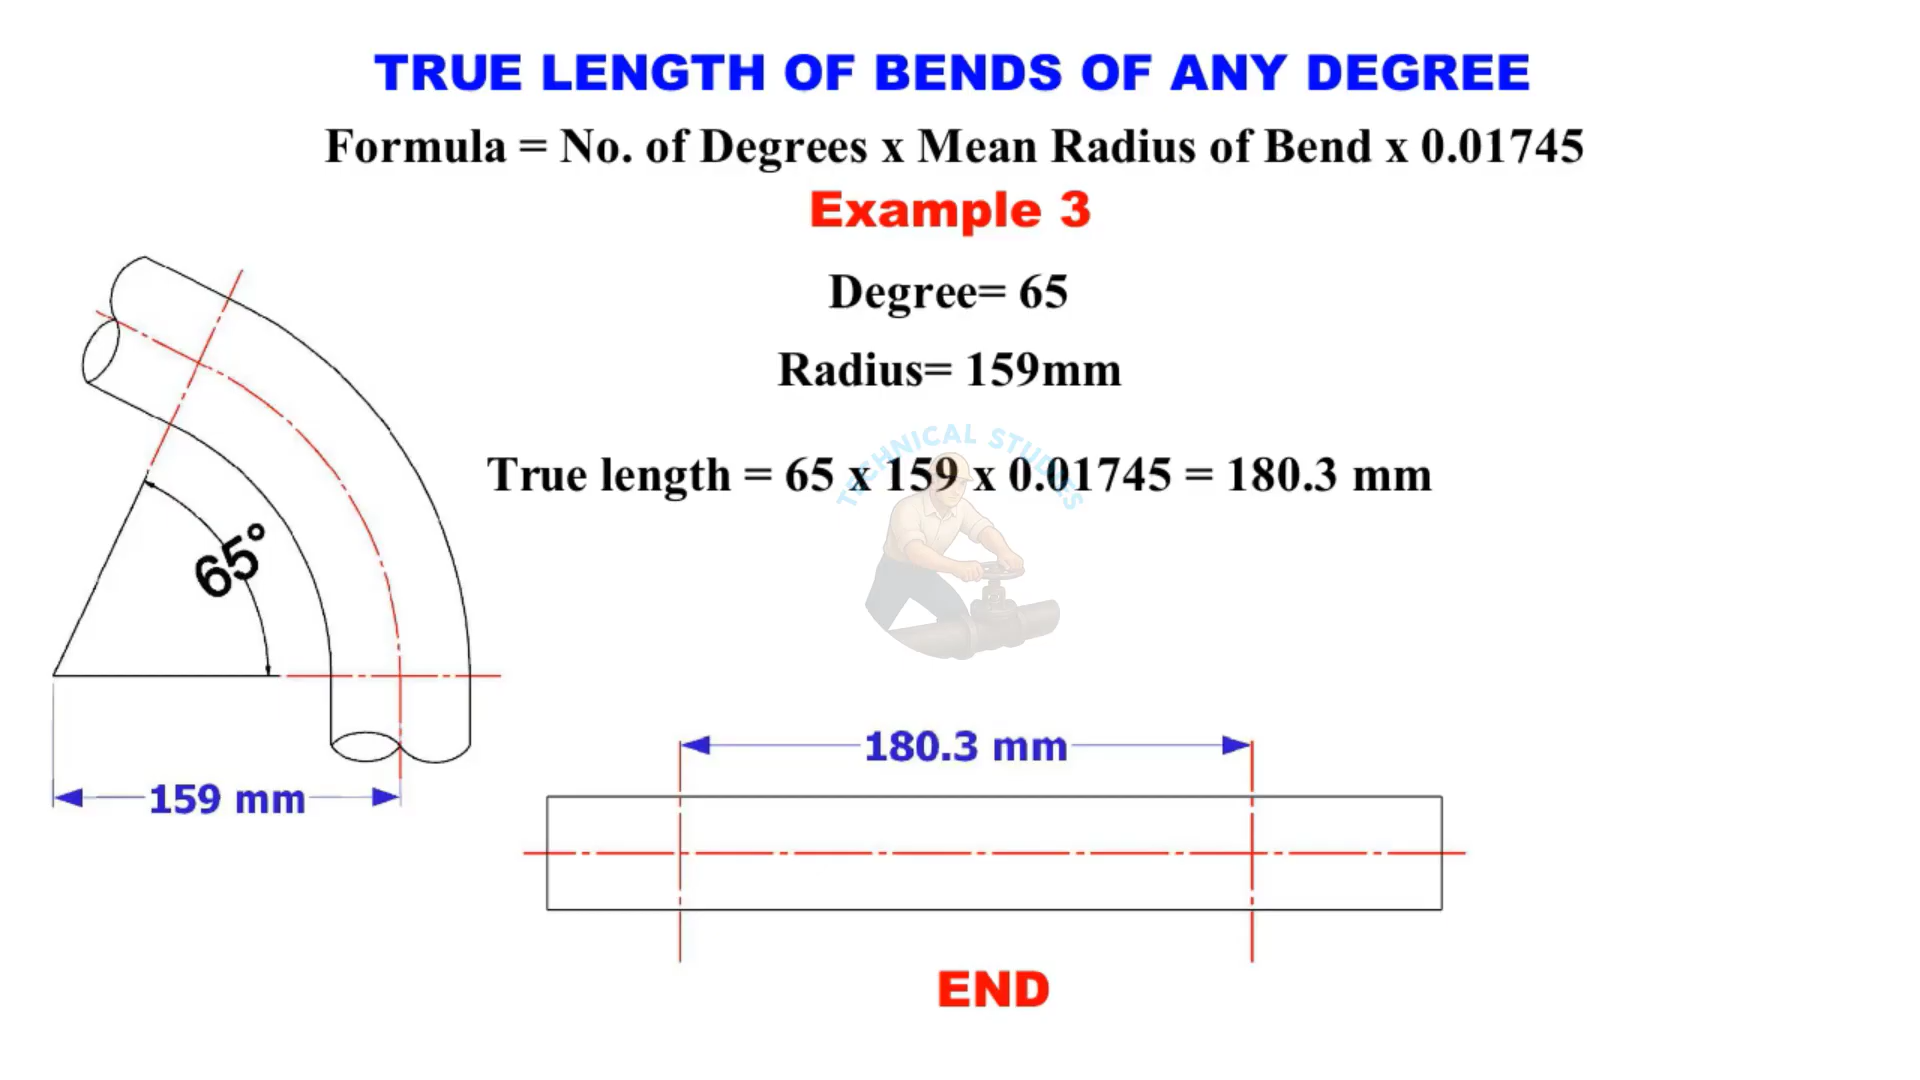 TRUE LENGTH OF BENDS OF ANY DEGREE
Formula = No. of Degrees x Mean Radius of Bend x 0.01745
Example 3
Degree= 65
Radius= 159mm
TECHNICAL STUDIES
True length = 65 x 159 x 0.01745 = 180.3 mm
65°
180.3 mm
159 mm
END